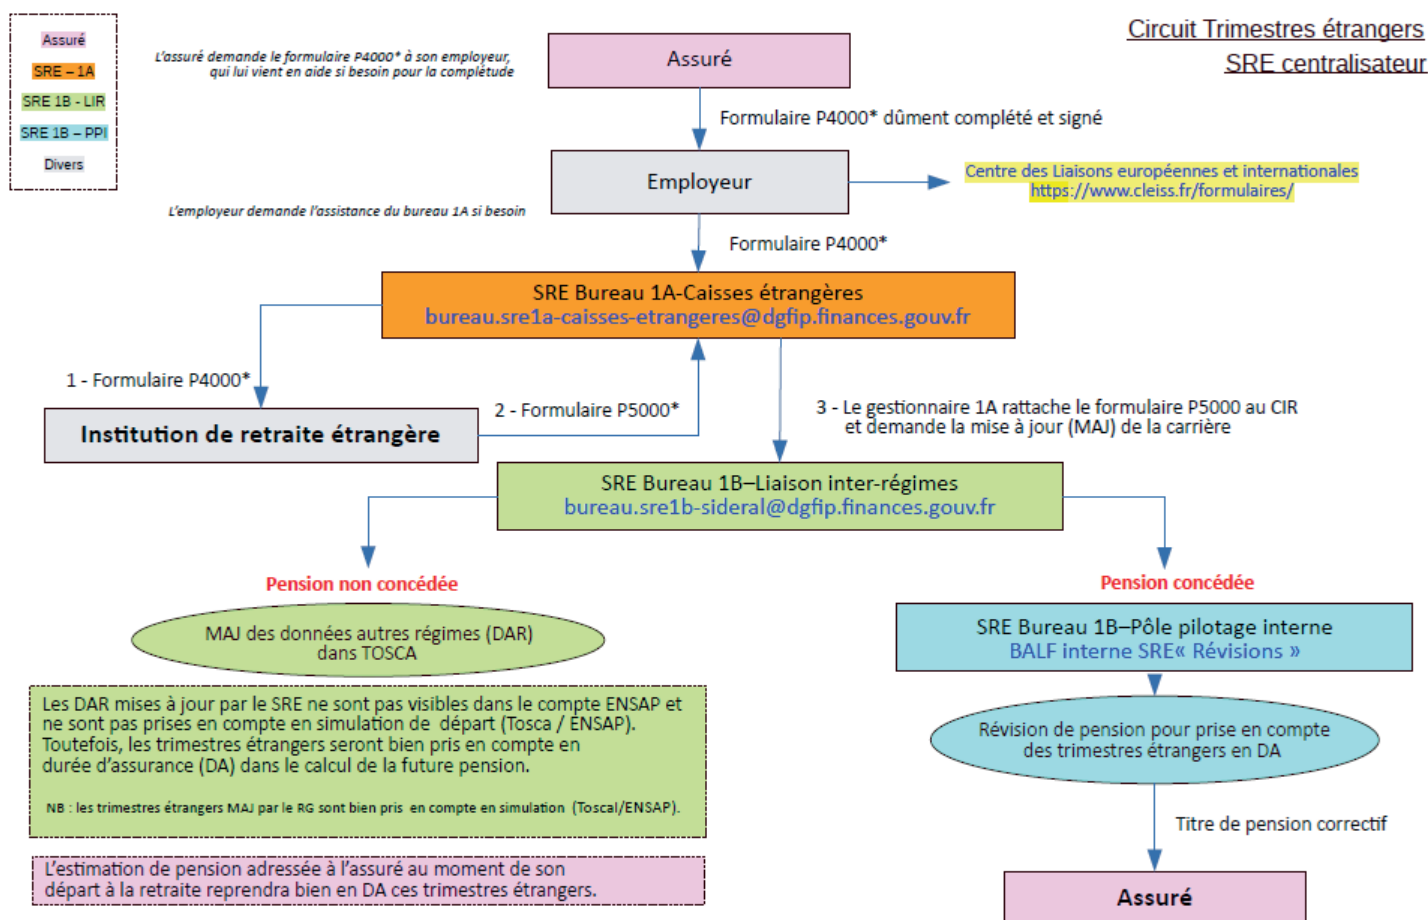 Circuit Trimestres étrangers
SRE centralisateur
Assuré
SRE – 1A
SRE 1B - LIR
SRE 1B – PPI
Divers
L'assuré demande le formulaire P4000* à son employeur,
qui lui vient en aide si besoin pour la complétude
Assuré
Formulaire P4000* dûment complété et signé
Employeur
Centre des Liaisons européennes et internationales
https://www.cleiss.fr/formulaires/
L'employeur demande l'assistance du bureau 1A si besoin
Formulaire P4000*
SRE Bureau 1A-Caisses étrangères
bureau.sre1a-caisses-etrangeres@dgfip.finances.gouv.fr
1 - Formulaire P4000*
Institution de retraite étrangère
2 - Formulaire P5000*
3 - Le gestionnaire 1A rattache le formulaire P5000 au CIR
et demande la mise à jour (MAJ) de la carrière
SRE Bureau 1B–Liaison inter-régimes
bureau.sre1b-sideral@dgfip.finances.gouv.fr
Pension non concédée
MAJ des données autres régimes (DAR)
dans TOSCA
Les DAR mises à jour par le SRE ne sont pas visibles dans le compte ENSAP et
ne sont pas prises en compte en simulation de départ (Tosca / ENSAP).
Toutefois, les trimestres étrangers seront bien pris en compte en
durée d'assurance (DA) dans le calcul de la future pension.
NB : les trimestres étrangers MAJ par le RG sont bien pris en compte en simulation (Toscal/ENSAP).
L'estimation de pension adressée à l'assuré au moment de son
départ à la retraite reprendra bien en DA ces trimestres étrangers.
Pension concédée
SRE Bureau 1B–Pôle pilotage interne
BALF interne SRE« Révisions »
Révision de pension pour prise en compte
des trimestres étrangers en DA
Titre de pension correctif
Assuré